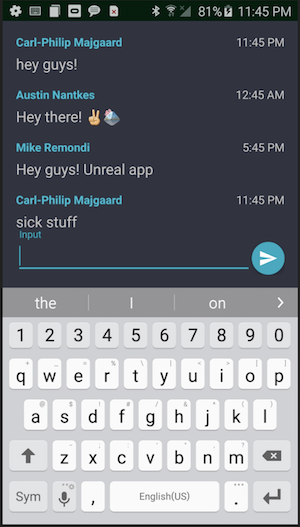 81% 11:45 PM
Carl-Philip Majgaard 11:45 PM
hey guys!
Austin Nantkes 12:45 AM
Hey there! ✌🏼🌋
Mike Remondi 5:45 PM
Hey guys! Unreal app
Carl-Philip Majgaard 11:45 PM
sick stuff
Input
the I on
1 2 3 4 5 6 7 8 9 0
q w e r t y u i o p
a s d f g h j k l
z x c v b n m
Sym , English(US) .